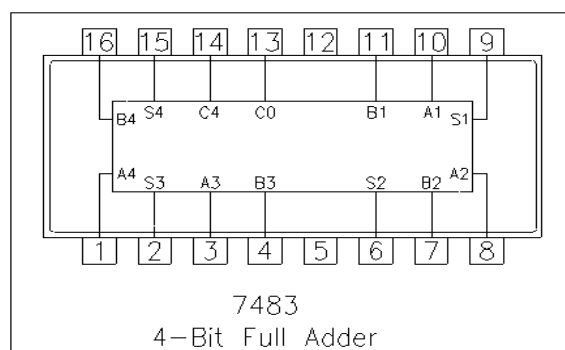 16 15 14 13 12 11 10 9
B4 S4 C4 C0 B1 A1 S1
A4 S3 A3 B3 S2 B2 A2
1 2 3 4 5 6 7 8
7483
4-Bit Full Adder